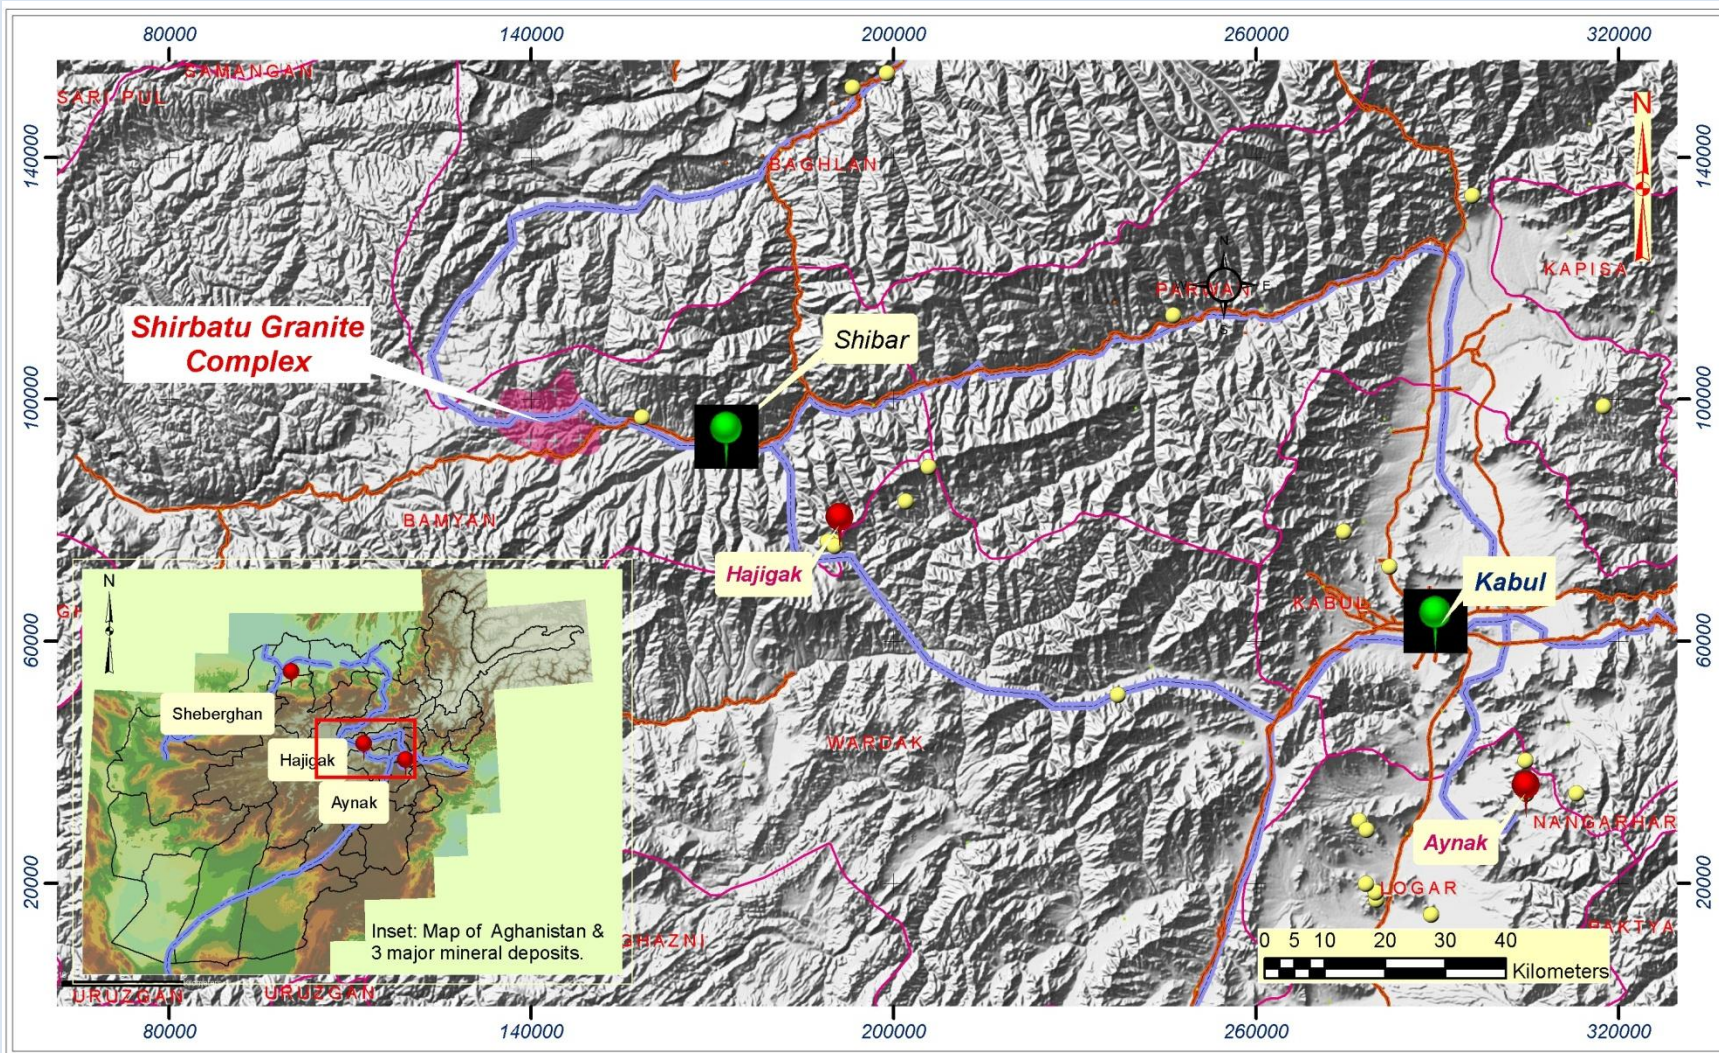 80000 140000 200000 260000 320000
SAMANGAN
SARI-PUL
N
140000 140000
BAGHLAN
N
KAPISA
PARWAN
E
S
Shirbatu Granite
Complex
Shibar
100000 100000
BAMYAN
Hajigak
Kabul
KABUL
60000 60000
N
Sheberghan
Hajigak
Aynak
Inset: Map of Aghanistan &
3 major mineral deposits.
WARDAK
NANGARHAR
Aynak
20000 20000
LOGAR
PAKTYA
GHAZNI
0 5 10 20 30 40
Kilometers
URUZGAN URUZGAN
80000 140000 200000 260000 320000